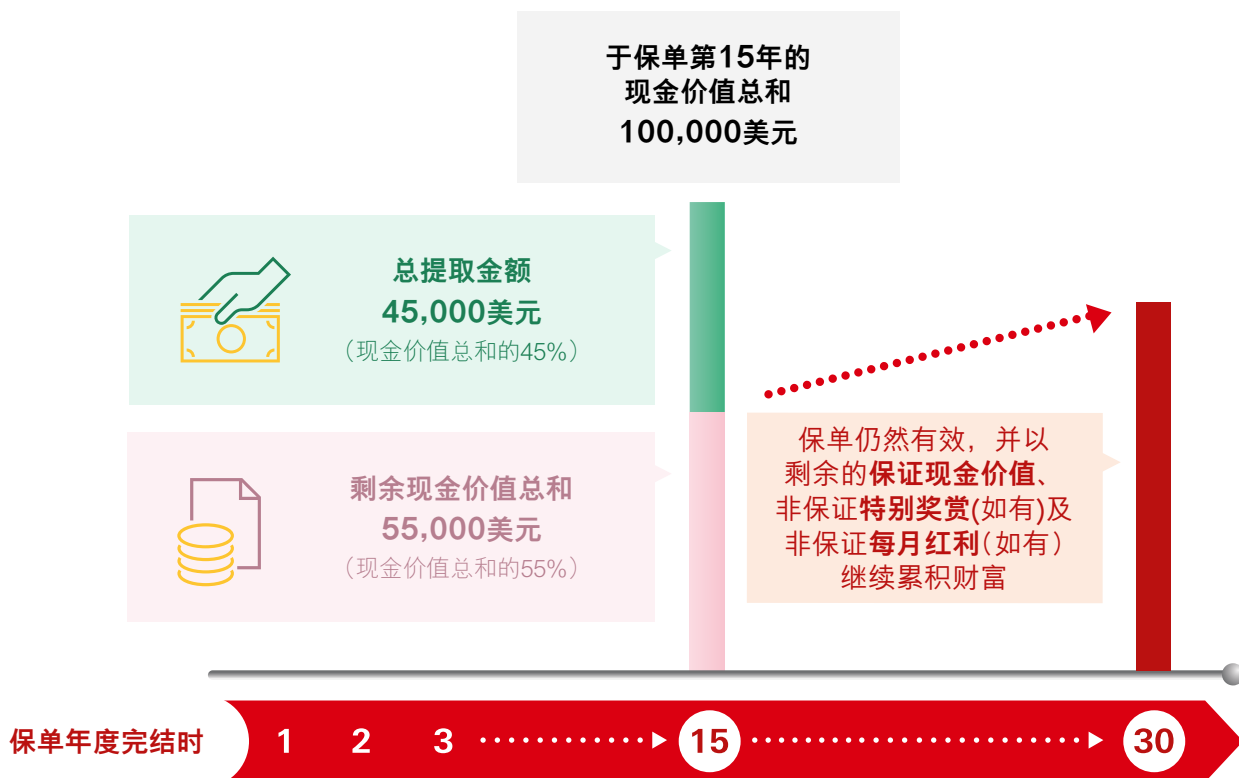 于保单第15年的
现金价值总和
100,000美元
总提取金额
45,000美元
（现金价值总和的45%）
剩余现金价值总和
55,000美元
（现金价值总和的55%）
保单仍然有效，并以
剩余的保证现金价值、
非保证特别奖赏(如有)及
非保证每月红利（如有）
继续累积财富
保单年度完结时 1 2 3 15 30